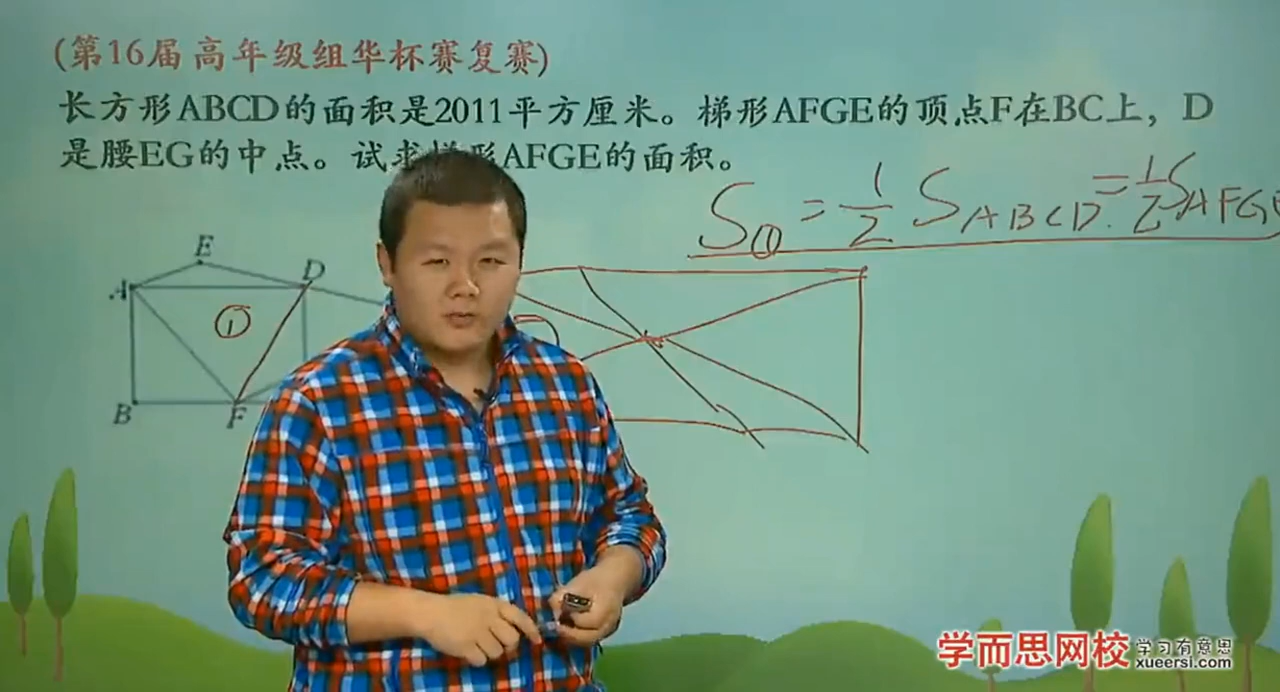 (第16届高年级组华杯赛复赛)
长方形ABCD的面积是2011平方厘米。梯形AFGE的顶点F在BC上，D
是腰EG的中点。试求梯形AFGE的面积。
S① = 1/2 S ABCD. = 1/2 S AFG
E
A
D
①
B
F
学而思网校 学习有意思
xueersi.com